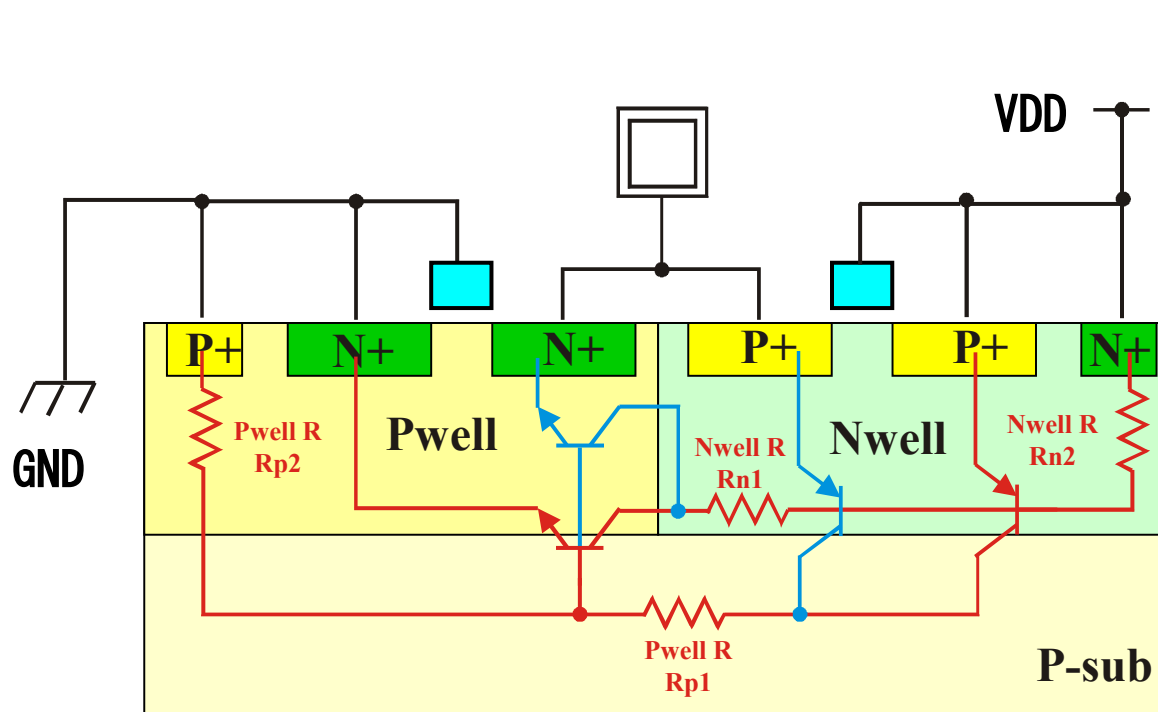 VDD
P+
N+
N+
P+
P+
N+
Pwell R
Rp2
Pwell
Nwell R
Rn1
Nwell
Nwell R
Rn2
GND
Pwell R
Rp1
P-sub